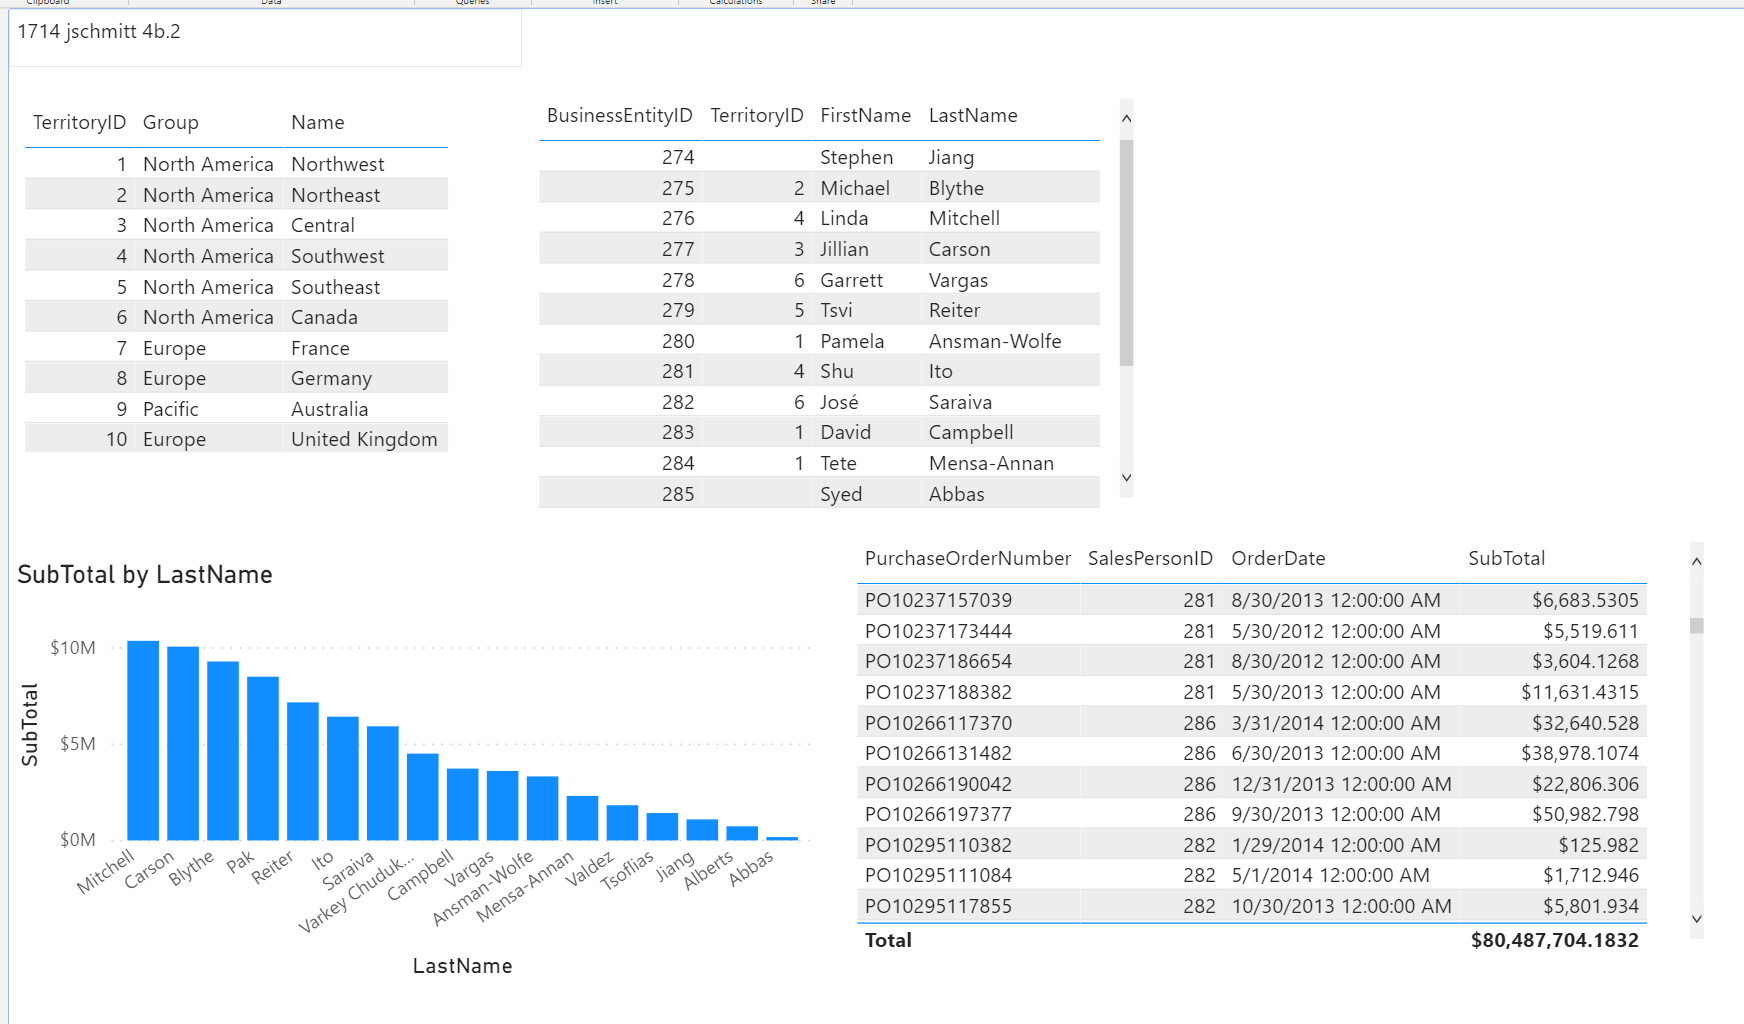 Clipboard Data Queries Insert Calculations Share
1714 jschmitt 4b.2
TerritoryID Group Name
1 North America Northwest
2 North America Northeast
3 North America Central
4 North America Southwest
5 North America Southeast
6 North America Canada
7 Europe France
8 Europe Germany
9 Pacific Australia
10 Europe United Kingdom
BusinessEntityID TerritoryID FirstName LastName
274 Stephen Jiang
275 2 Michael Blythe
276 4 Linda Mitchell
277 3 Jillian Carson
278 6 Garrett Vargas
279 5 Tsvi Reiter
280 1 Pamela Ansman-Wolfe
281 4 Shu Ito
282 6 José Saraiva
283 1 David Campbell
284 1 Tete Mensa-Annan
285 Syed Abbas
SubTotal by LastName
SubTotal
$10M
$5M
$0M
Mitchell
Carson
Blythe
Pak
Reiter
Ito
Saraiva
Varkey Chuduk...
Campbell
Vargas
Ansman-Wolfe
Mensa-Annan
Valdez
Tsoflias
Jiang
Alberts
Abbas
LastName
PurchaseOrderNumber SalesPersonID OrderDate SubTotal
PO10237157039 281 8/30/2013 12:00:00 AM $6,683.5305
PO10237173444 281 5/30/2012 12:00:00 AM $5,519.611
PO10237186654 281 8/30/2012 12:00:00 AM $3,604.1268
PO10237188382 281 5/30/2013 12:00:00 AM $11,631.4315
PO10266117370 286 3/31/2014 12:00:00 AM $32,640.528
PO10266131482 286 6/30/2013 12:00:00 AM $38,978.1074
PO10266190042 286 12/31/2013 12:00:00 AM $22,806.306
PO10266197377 286 9/30/2013 12:00:00 AM $50,982.798
PO10295110382 282 1/29/2014 12:00:00 AM $125.982
PO10295111084 282 5/1/2014 12:00:00 AM $1,712.946
PO10295117855 282 10/30/2013 12:00:00 AM $5,801.934
Total $80,487,704.1832